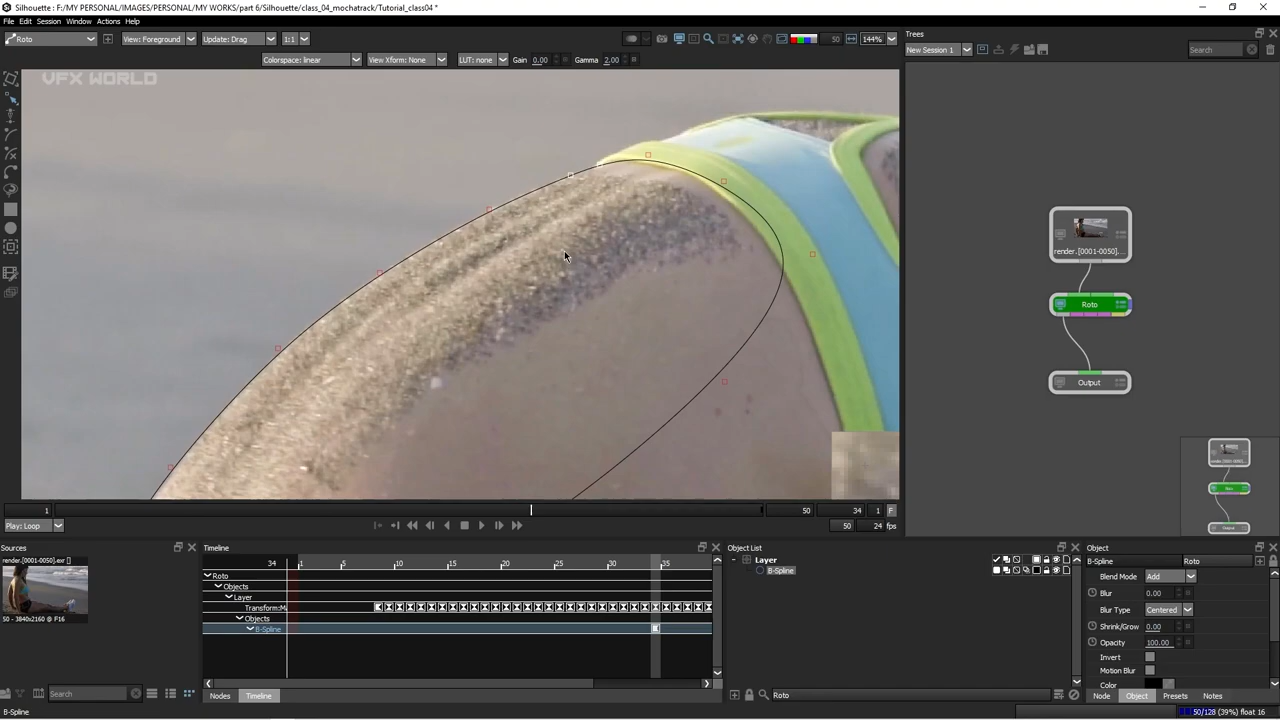 Silhouette : F:/MY PERSONAL/IMAGES/PERSONAL/MY WORKS/part 6/Silhouette/class_04_mochatrack/Tutorial_class04 *
File Edit Session Window Actions Help
Roto View: Foreground Update: Drag 1:1 50 144%
Colorspace: linear View Xform: None LUT: none Gain 0.00 Gamma 2.00
VFX WORLD
Trees
New Session 1 Search
render.[0001-0050]....
Roto
Output
1 50 34 1 F
Play: Loop 50 24 fps
Sources
render.[0001-0050].exr []
50 - 3840x2160 @ F16
Search
Timeline
34 1 5 10 15 20 25 30 35
Roto
Objects
Layer
Transform:Ma
Objects
B-Spline
Nodes Timeline
Object List
Layer
B-Spline
Roto
Object
B-Spline Roto
Blend Mode Add
Blur 0.00
Blur Type Centered
Shrink/Grow 0.00
Opacity 100.00
Invert
Motion Blur
Color
Node Object Presets Notes
B-Spline
50/128 (39%) float 16